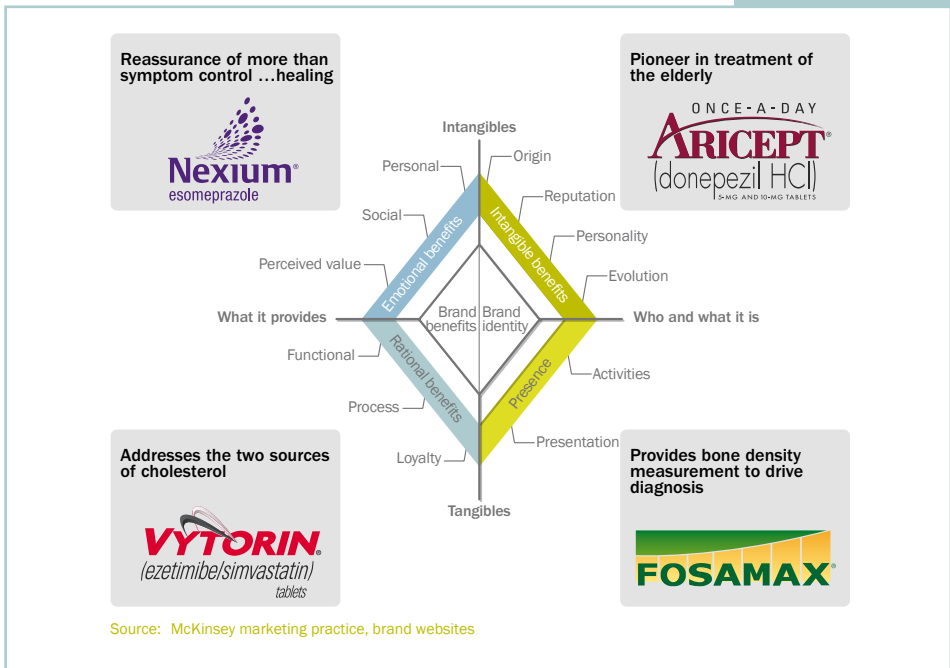 Reassurance of more than
symptom control ...healing
Nexium®
esomeprazole
Pioneer in treatment of
the elderly
ONCE-A-DAY
ARICEPT®
(donepezil HCl)
5-MG AND 10-MG TABLETS
Intangibles
Personal
Social
Perceived value
Origin
Reputation
Personality
Evolution
Emotional benefits
Intangible benefits
What it provides
Brand
benefits
Brand
identity
Who and what it is
Rational benefits
Presence
Functional
Process
Loyalty
Activities
Presentation
Tangibles
Addresses the two sources
of cholesterol
VYTORIN®
(ezetimibe/simvastatin)
tablets
Provides bone density
measurement to drive
diagnosis
FOSAMAX®
Source: McKinsey marketing practice, brand websites